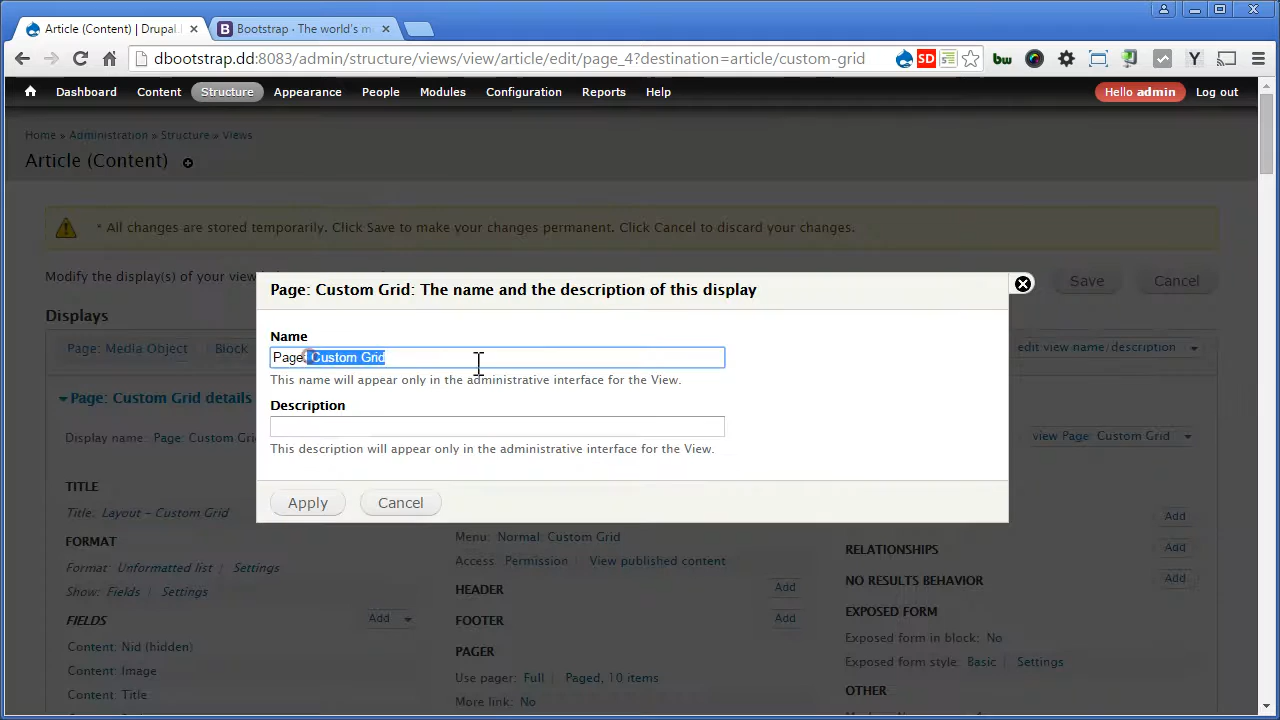 Article (Content) | Drupal.
Bootstrap · The world's m
dbootstrap.dd:8083/admin/structure/views/view/article/edit/page_4?destination=article/custom-grid
SD
bw
Y
Dashboard Content Structure Appearance People Modules Configuration Reports Help Hello admin Log out
Home » Administration » Structure » Views
Article (Content)
* All changes are stored temporarily. Click Save to make your changes permanent. Click Cancel to discard your changes.
Modify the display(s) of your view
Save Cancel
Displays
Page: Media Object Block
edit view name/description
Page: Custom Grid details
Display name: Page: Custom Gri
view Page: Custom Grid
Page: Custom Grid: The name and the description of this display
Name
Page: Custom Grid
This name will appear only in the administrative interface for the View.
Description
This description will appear only in the administrative interface for the View.
Apply Cancel
TITLE
Title: Layout – Custom Grid
FORMAT
Format: Unformatted list | Settings
Show: Fields | Settings
FIELDS
Add
Content: Nid (hidden)
Content: Image
Content: Title
Menu: Normal: Custom Grid
Access: Permission | View published content
HEADER Add
FOOTER Add
PAGER
Use pager: Full | Paged, 10 items
More link: No
Add
RELATIONSHIPS Add
NO RESULTS BEHAVIOR Add
EXPOSED FORM
Exposed form in block: No
Exposed form style: Basic | Settings
OTHER